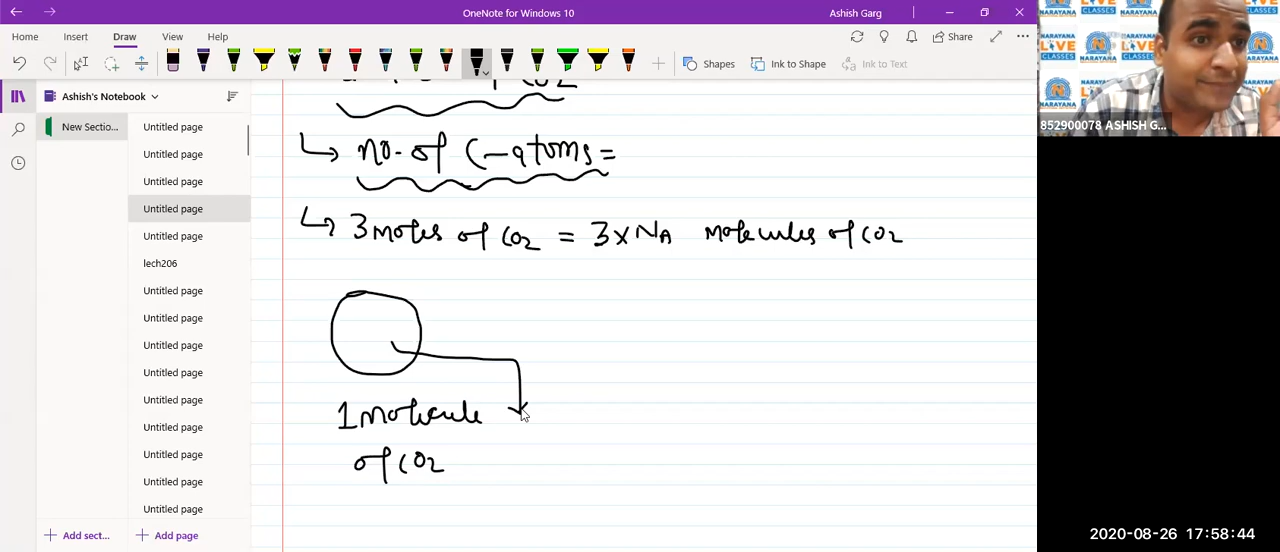 OneNote for Windows 10
Ashish Garg
Home Insert Draw View Help
Share
Shapes
Ink to Shape
Ink to Text
Ashish's Notebook
New Sectio...
Untitled page
Untitled page
Untitled page
Untitled page
Untitled page
lech206
Untitled page
Untitled page
Untitled page
Untitled page
Untitled page
Untitled page
Untitled page
Untitled page
Untitled page
Add sect...
Add page
CO2
no. of C-atoms=
3 moles of CO2 = 3×NA molecules of CO2
1 molecule
of CO2
NARAYANA
LIVE
CLASSES
852900078 ASHISH G...
2020-08-26 17:58:44